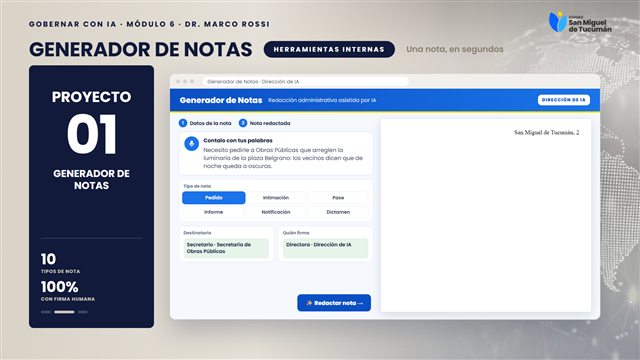 GOBERNAR CON IA · MÓDULO 6 · DR. MARCO ROSSI
CIUDAD
San Miguel
de Tucumán
GENERADOR DE NOTAS
HERRAMIENTAS INTERNAS
Una nota, en segundos
PROYECTO
01
GENERADOR DE
NOTAS
10
TIPOS DE NOTA
100%
CON FIRMA HUMANA
Generador de Notas · Dirección de IA
Generador de Notas
Redacción administrativa asistida por IA
DIRECCIÓN DE IA
1 Datos de la nota
2 Nota redactada
Contalo con tus palabras
Necesito pedirle a Obras Públicas que arreglen la
luminaria de la plaza Belgrano: los vecinos dicen que de
noche queda a oscuras.
Tipo de nota
Pedido
Intimación
Pase
Informe
Notificación
Dictamen
Destinatario
Secretario · Secretaría de
Obras Públicas
Quién firma
Directora · Dirección de IA
✨ Redactar nota →
San Miguel de Tucumán, 2